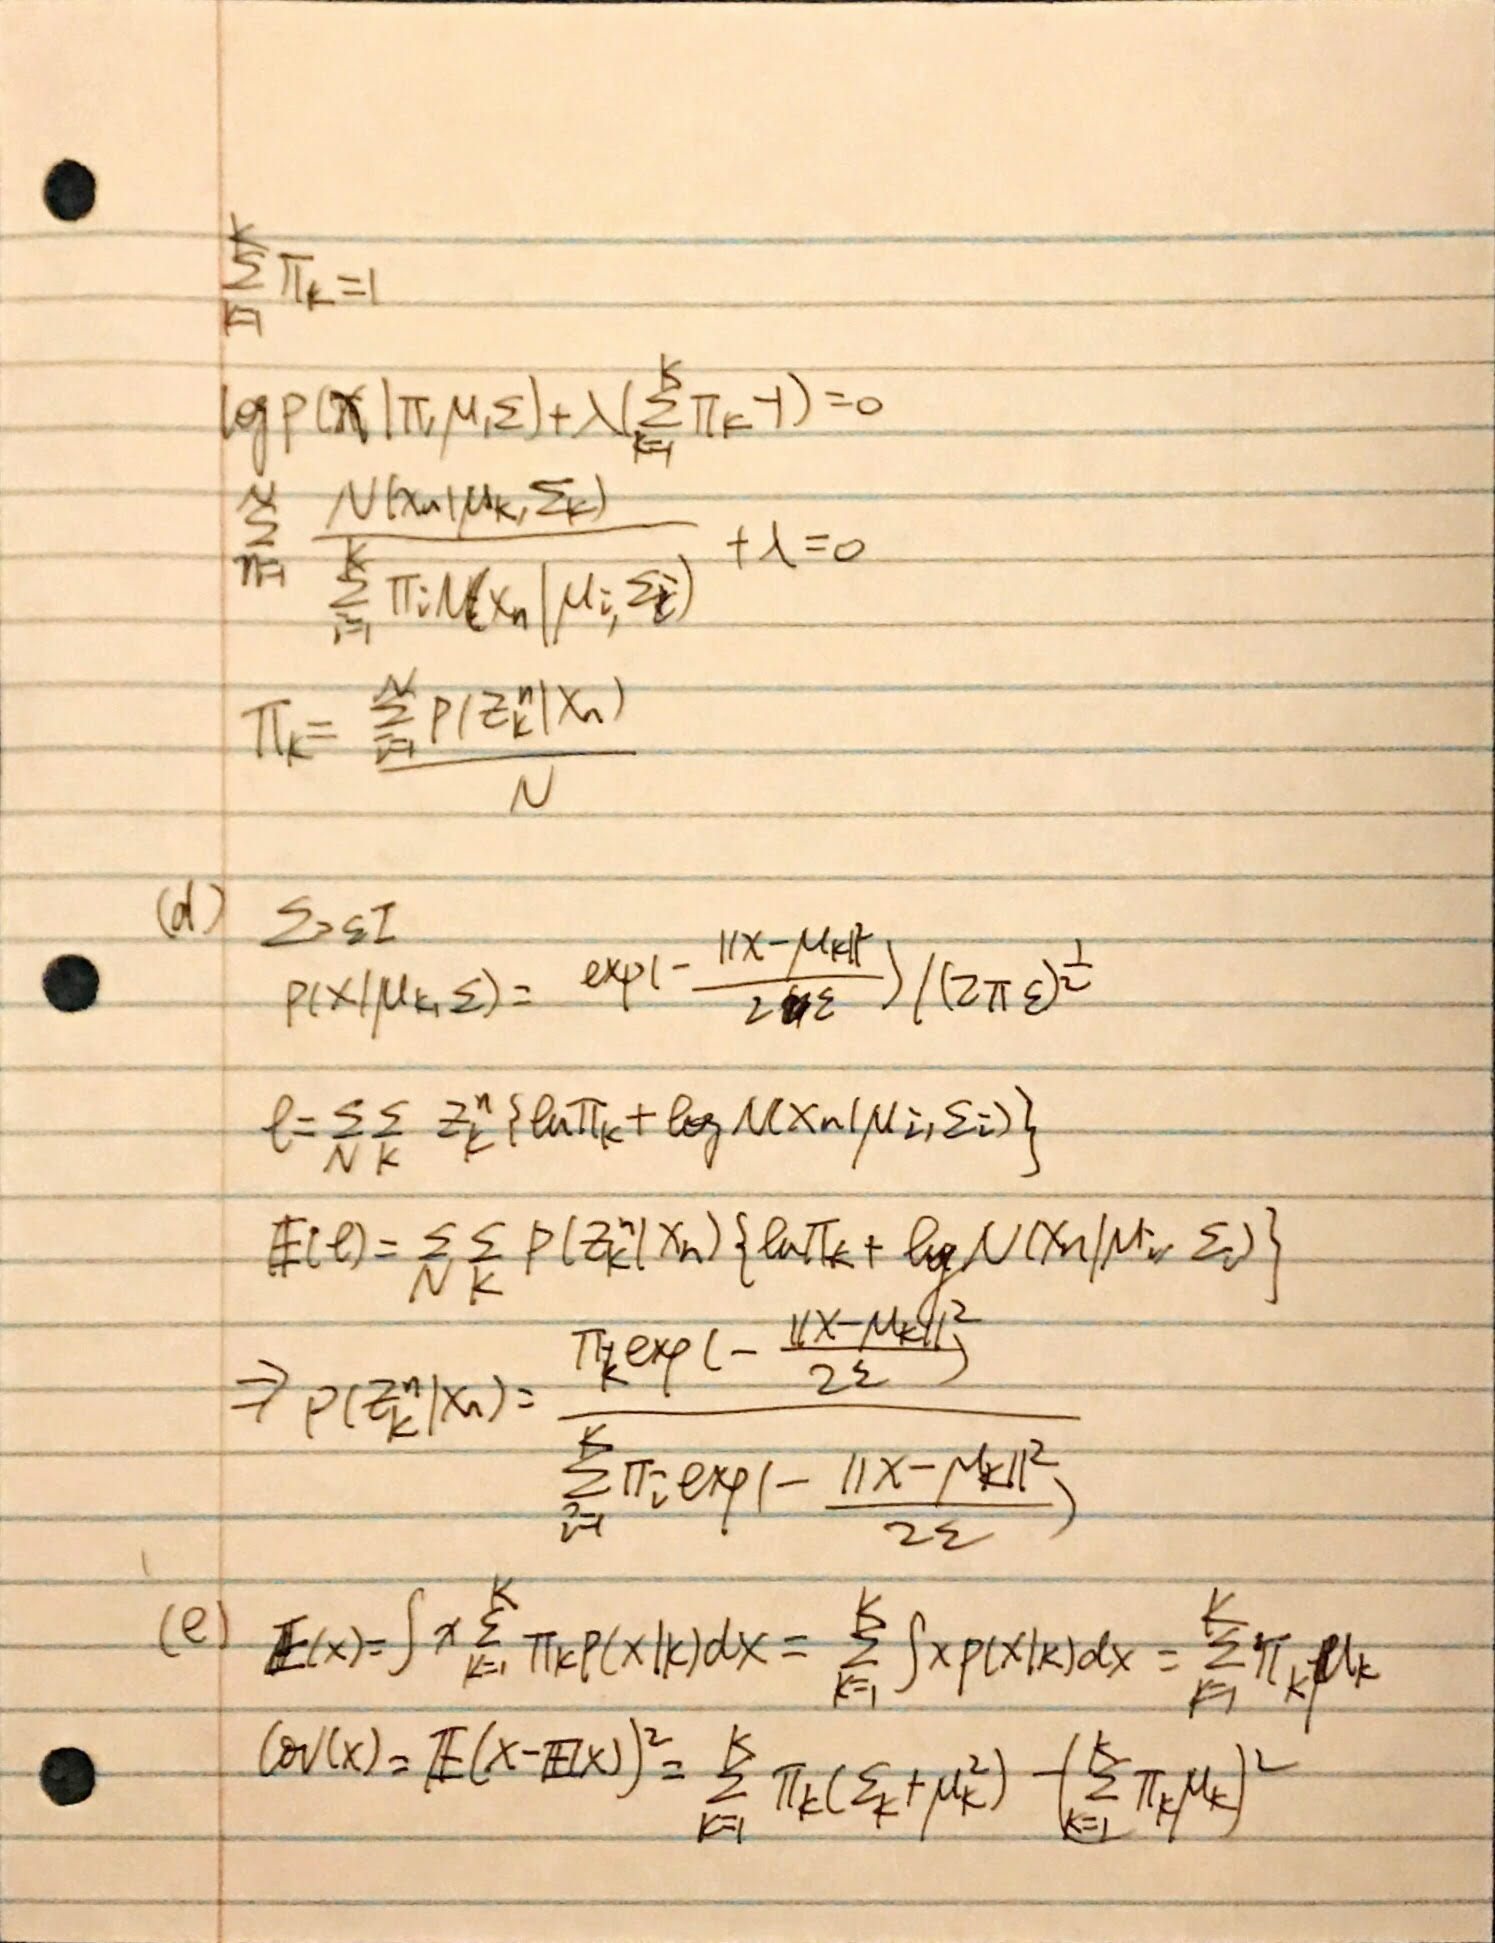 $\sum_{k=1}^{K} \pi_k = 1$
$\log p(x | \pi, \mu, \Sigma) + \lambda (\sum_{k=1}^{K} \pi_k - 1) = 0$
$\sum_{n=1}^{N} \frac{N(x_n | \mu_k, \Sigma_k)}{\sum_{i=1}^{K} \pi_i N(x_n | \mu_i, \Sigma_i)} + \lambda = 0$
$\pi_k = \frac{\sum_{i=1}^{N} p(z_k^n | x_n)}{N}$
(d) $\Sigma = \varepsilon I$
$p(x | \mu_k, \Sigma) = \exp(- \frac{||x - \mu_k||^2}{2 \varepsilon}) / (2 \pi \varepsilon)^{\frac{1}{2}}$
$\ell = \sum_N \sum_K z_k^n \{ \ln \pi_k + \log N(x_n | \mu_i, \Sigma_i) \}$
$\mathbb{E}(\ell) = \sum_N \sum_K p(z_k^n | x_n) \{ \ln \pi_k + \log N(x_n | \mu_i, \Sigma_i) \}$
$\Rightarrow p(z_k^n | x_n) = \frac{\pi_k \exp(- \frac{||x - \mu_k||^2}{2 \varepsilon})}{\sum_{i=1}^{K} \pi_i \exp(- \frac{||x - \mu_k||^2}{2 \varepsilon})}$
(e) $\mathbb{E}(x) = \int x \sum_{k=1}^{K} \pi_k p(x|k) dx = \sum_{k=1}^{K} \int x p(x|k) dx = \sum_{k=1}^{K} \pi_k \mu_k$
$Cov(x) = \mathbb{E}(x - \mathbb{E}(x))^2 = \sum_{k=1}^{K} \pi_k (\Sigma_k + \mu_k^2) - (\sum_{k=1}^{K} \pi_k \mu_k)^2$